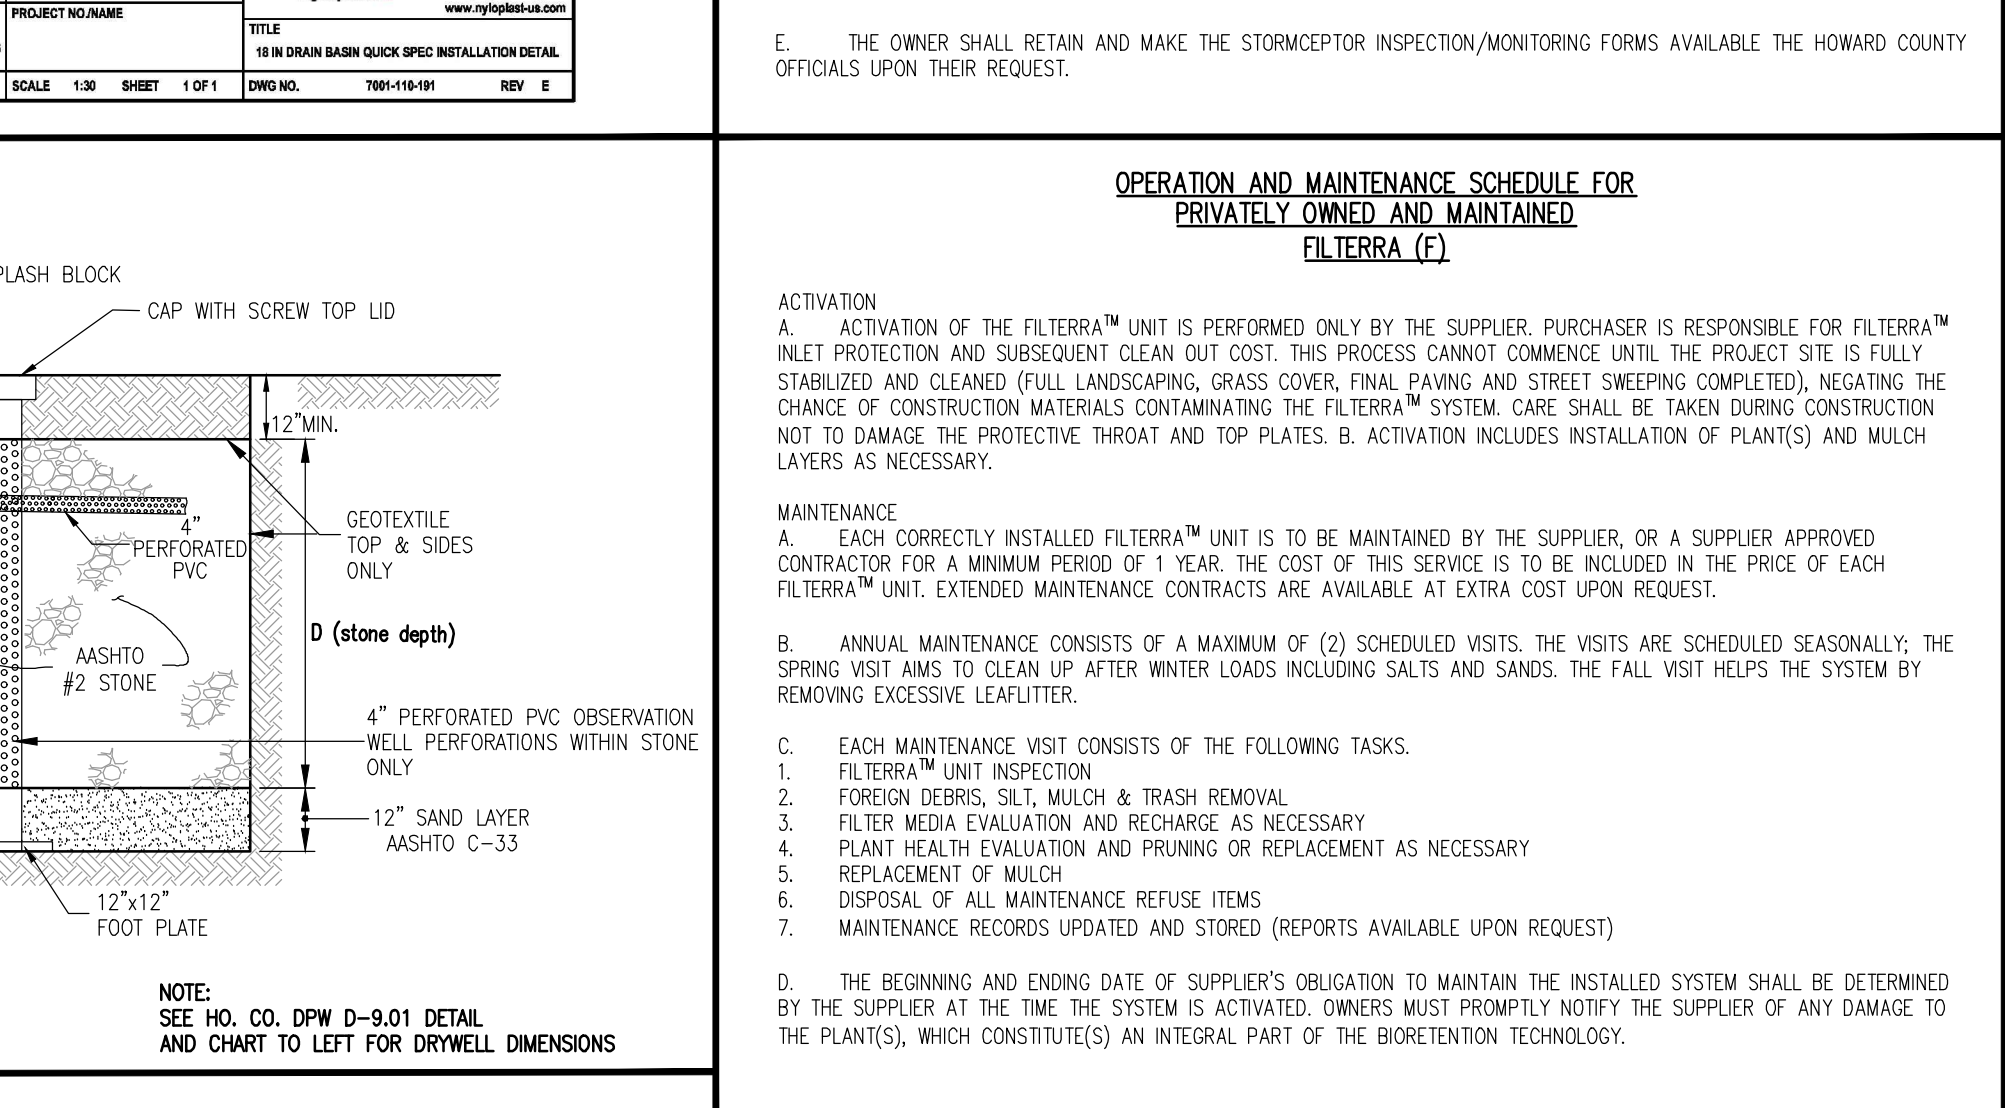 PROJECT NO./NAME
www.nyloplast-us.com
TITLE
18 IN DRAIN BASIN QUICK SPEC INSTALLATION DETAIL
SCALE 1:30 SHEET 1 OF 1 DWG NO. 7001-110-191 REV E
E. THE OWNER SHALL RETAIN AND MAKE THE STORMCEPTOR INSPECTION/MONITORING FORMS AVAILABLE THE HOWARD COUNTY
OFFICIALS UPON THEIR REQUEST.
PLASH BLOCK
CAP WITH SCREW TOP LID
12"MIN.
4"
PERFORATED
PVC
GEOTEXTILE
TOP & SIDES
ONLY
D (stone depth)
AASHTO
#2 STONE
4" PERFORATED PVC OBSERVATION
WELL PERFORATIONS WITHIN STONE
ONLY
12" SAND LAYER
AASHTO C-33
12"x12"
FOOT PLATE
NOTE:
SEE HO. CO. DPW D-9.01 DETAIL
AND CHART TO LEFT FOR DRYWELL DIMENSIONS
OPERATION AND MAINTENANCE SCHEDULE FOR
PRIVATELY OWNED AND MAINTAINED
FILTERRA (F)
ACTIVATION
A. ACTIVATION OF THE FILTERRA™ UNIT IS PERFORMED ONLY BY THE SUPPLIER. PURCHASER IS RESPONSIBLE FOR FILTERRA™
INLET PROTECTION AND SUBSEQUENT CLEAN OUT COST. THIS PROCESS CANNOT COMMENCE UNTIL THE PROJECT SITE IS FULLY
STABILIZED AND CLEANED (FULL LANDSCAPING, GRASS COVER, FINAL PAVING AND STREET SWEEPING COMPLETED), NEGATING THE
CHANCE OF CONSTRUCTION MATERIALS CONTAMINATING THE FILTERRA™ SYSTEM. CARE SHALL BE TAKEN DURING CONSTRUCTION
NOT TO DAMAGE THE PROTECTIVE THROAT AND TOP PLATES. B. ACTIVATION INCLUDES INSTALLATION OF PLANT(S) AND MULCH
LAYERS AS NECESSARY.
MAINTENANCE
A. EACH CORRECTLY INSTALLED FILTERRA™ UNIT IS TO BE MAINTAINED BY THE SUPPLIER, OR A SUPPLIER APPROVED
CONTRACTOR FOR A MINIMUM PERIOD OF 1 YEAR. THE COST OF THIS SERVICE IS TO BE INCLUDED IN THE PRICE OF EACH
FILTERRA™ UNIT. EXTENDED MAINTENANCE CONTRACTS ARE AVAILABLE AT EXTRA COST UPON REQUEST.
B. ANNUAL MAINTENANCE CONSISTS OF A MAXIMUM OF (2) SCHEDULED VISITS. THE VISITS ARE SCHEDULED SEASONALLY; THE
SPRING VISIT AIMS TO CLEAN UP AFTER WINTER LOADS INCLUDING SALTS AND SANDS. THE FALL VISIT HELPS THE SYSTEM BY
REMOVING EXCESSIVE LEAFLITTER.
C. EACH MAINTENANCE VISIT CONSISTS OF THE FOLLOWING TASKS.
1. FILTERRA™ UNIT INSPECTION
2. FOREIGN DEBRIS, SILT, MULCH & TRASH REMOVAL
3. FILTER MEDIA EVALUATION AND RECHARGE AS NECESSARY
4. PLANT HEALTH EVALUATION AND PRUNING OR REPLACEMENT AS NECESSARY
5. REPLACEMENT OF MULCH
6. DISPOSAL OF ALL MAINTENANCE REFUSE ITEMS
7. MAINTENANCE RECORDS UPDATED AND STORED (REPORTS AVAILABLE UPON REQUEST)
D. THE BEGINNING AND ENDING DATE OF SUPPLIER'S OBLIGATION TO MAINTAIN THE INSTALLED SYSTEM SHALL BE DETERMINED
BY THE SUPPLIER AT THE TIME THE SYSTEM IS ACTIVATED. OWNERS MUST PROMPTLY NOTIFY THE SUPPLIER OF ANY DAMAGE TO
THE PLANT(S), WHICH CONSTITUTE(S) AN INTEGRAL PART OF THE BIORETENTION TECHNOLOGY.